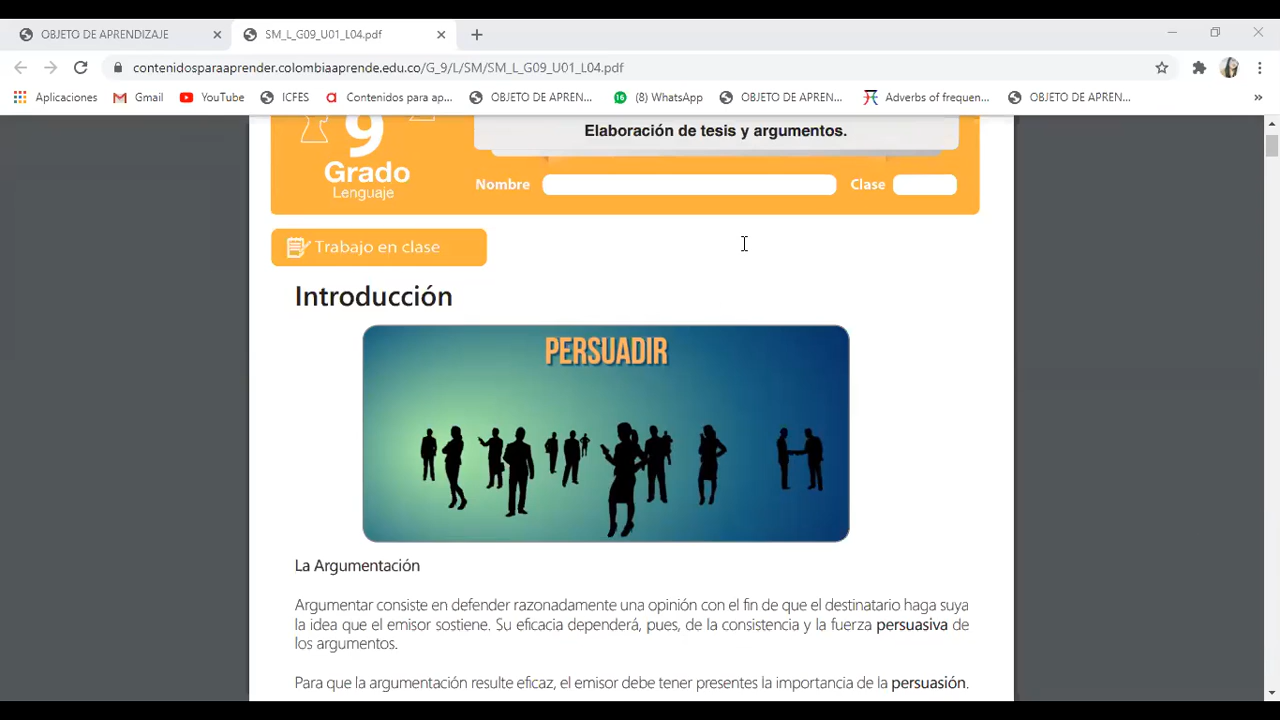 OBJETO DE APRENDIZAJE
SM_L_G09_U01_L04.pdf
contenidosparaaprender.colombiaaprende.edu.co/G_9/L/SM/SM_L_G09_U01_L04.pdf
Aplicaciones Gmail YouTube ICFES Contenidos para ap... OBJETO DE APREN... (8) WhatsApp OBJETO DE APREN... Adverbs of frequen... OBJETO DE APREN... »
9
Grado
Lenguaje
Elaboración de tesis y argumentos.
Nombre Clase
Trabajo en clase
Introducción
PERSUADIR
La Argumentación
Argumentar consiste en defender razonadamente una opinión con el fin de que el destinatario haga suya
la idea que el emisor sostiene. Su eficacia dependerá, pues, de la consistencia y la fuerza persuasiva de
los argumentos.
Para que la argumentación resulte eficaz, el emisor debe tener presentes la importancia de la persuasión.